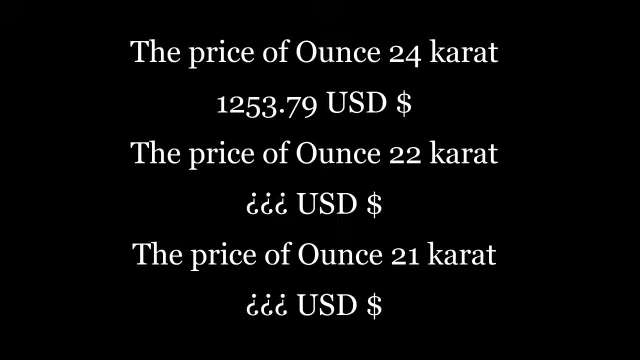 The price of Ounce 24 karat
1253.79 USD $
The price of Ounce 22 karat
¿¿¿ USD $
The price of Ounce 21 karat
¿¿¿ USD $